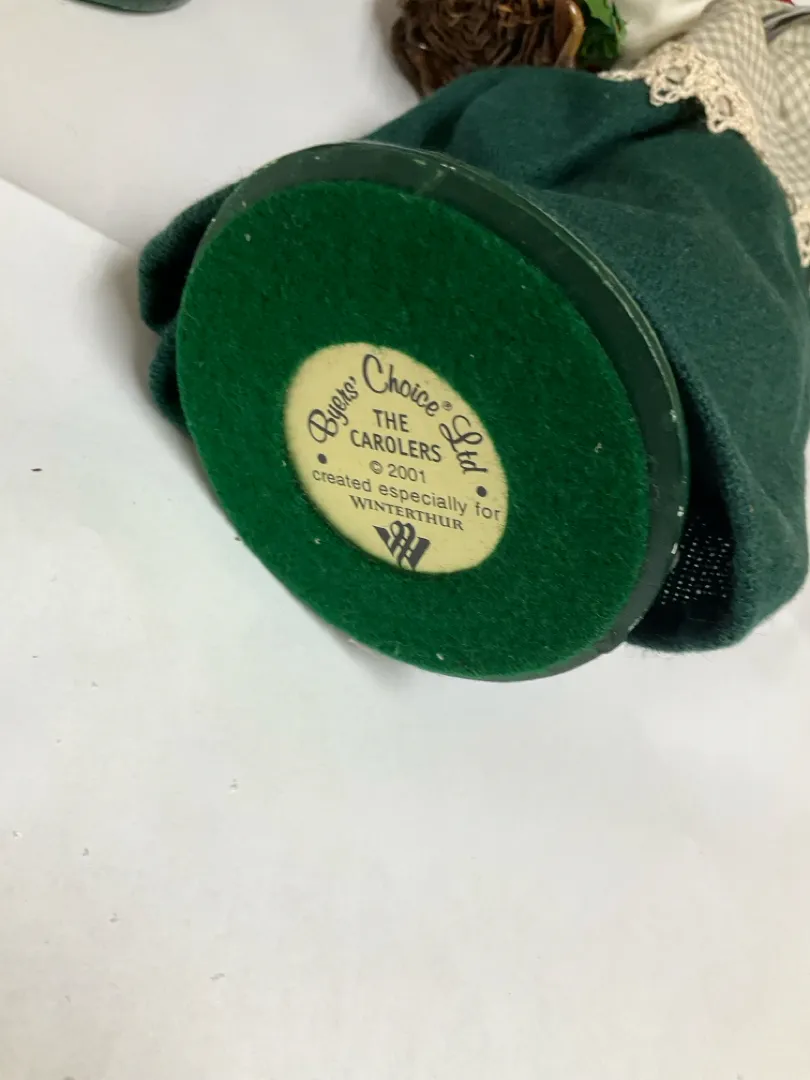 Byers' Choice® Ltd
THE
CAROLERS
© 2001
created especially for
WINTERTHUR